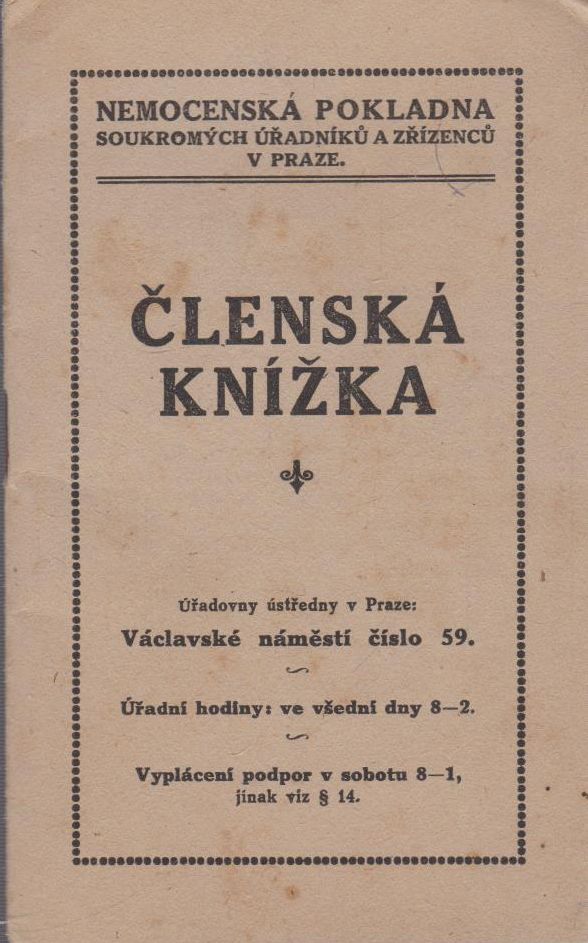 NEMOCENSKÁ POKLADNA
SOUKROMÝCH ÚŘADNÍKŮ A ZŘÍZENCŮ
V PRAZE.
ČLENSKÁ
KNÍŽKA
Úřadovny ústředny v Praze:
Václavské náměstí číslo 59.
Úřadní hodiny: ve všední dny 8—2.
Vyplácení podpor v sobotu 8—1,
jinak viz § 14.